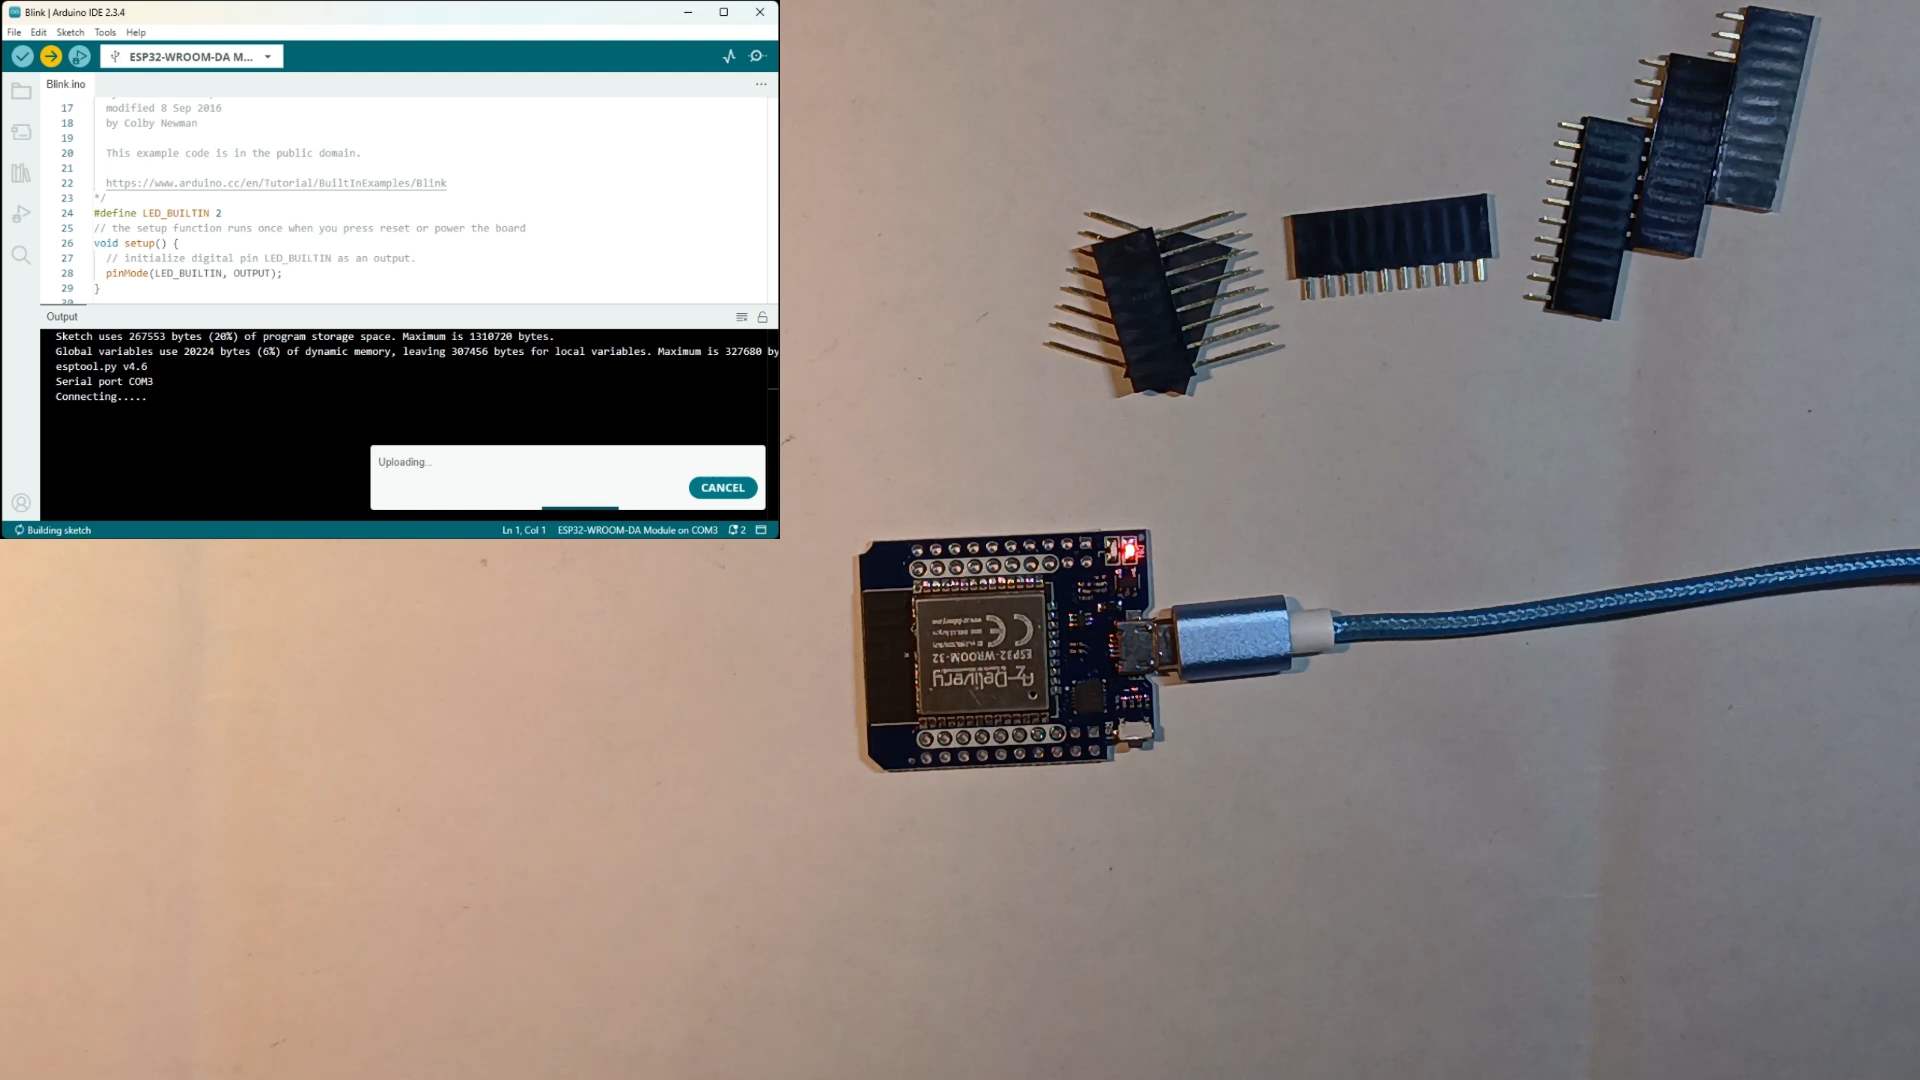 Blink | Arduino IDE 2.3.4
File Edit Sketch Tools Help
ESP32-WROOM-DA M...
Blink.ino
17 modified 8 Sep 2016
18 by Colby Newman
19
20 This example code is in the public domain.
21
22 https://www.arduino.cc/en/Tutorial/BuiltInExamples/Blink
23 */
24 #define LED_BUILTIN 2
25 // the setup function runs once when you press reset or power the board
26 void setup() {
27 // initialize digital pin LED_BUILTIN as an output.
28 pinMode(LED_BUILTIN, OUTPUT);
29 }
30
Output
Sketch uses 267553 bytes (20%) of program storage space. Maximum is 1310720 bytes.
Global variables use 20224 bytes (6%) of dynamic memory, leaving 307456 bytes for local variables. Maximum is 327680 by
esptool.py v4.6
Serial port COM3
Connecting.....
Uploading...
CANCEL
Building sketch
Ln 1, Col 1 ESP32-WROOM-DA Module on COM3 2
AZ-Delivery
ESP32-WROOM-32
CE